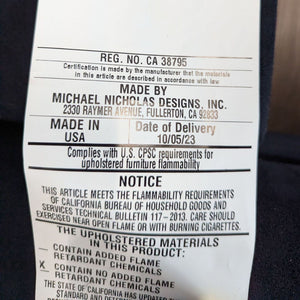 REG. NO. CA 38795
Certification is made by the manufacturer that the materials
in this article are described in accordance with law
MADE BY
MICHAEL NICHOLAS DESIGNS, INC.
2330 RAYMER AVENUE, FULLERTON, CA 92833
MADE IN
USA
Date of Delivery
10/05/23
Complies with U.S. CPSC requirements for
upholstered furniture flammability
NOTICE
THIS ARTICLE MEETS THE FLAMMABILITY REQUIREMENTS
OF CALIFORNIA BUREAU OF HOUSEHOLD GOODS AND
SERVICES TECHNICAL BULLETIN 117 – 2013. CARE SHOULD
EXERCISED NEAR OPEN FLAME OR WITH BURNING CIGARETTES.
THE UPHOLSTERED MATERIALS
IN THIS PRODUCT:
CONTAIN ADDED FLAME
RETARDANT CHEMICALS
X CONTAIN NO ADDED FLAME
RETARDANT CHEMICALS
THE STATE OF CALIFORNIA HAS UPDATED
STANDARD AND